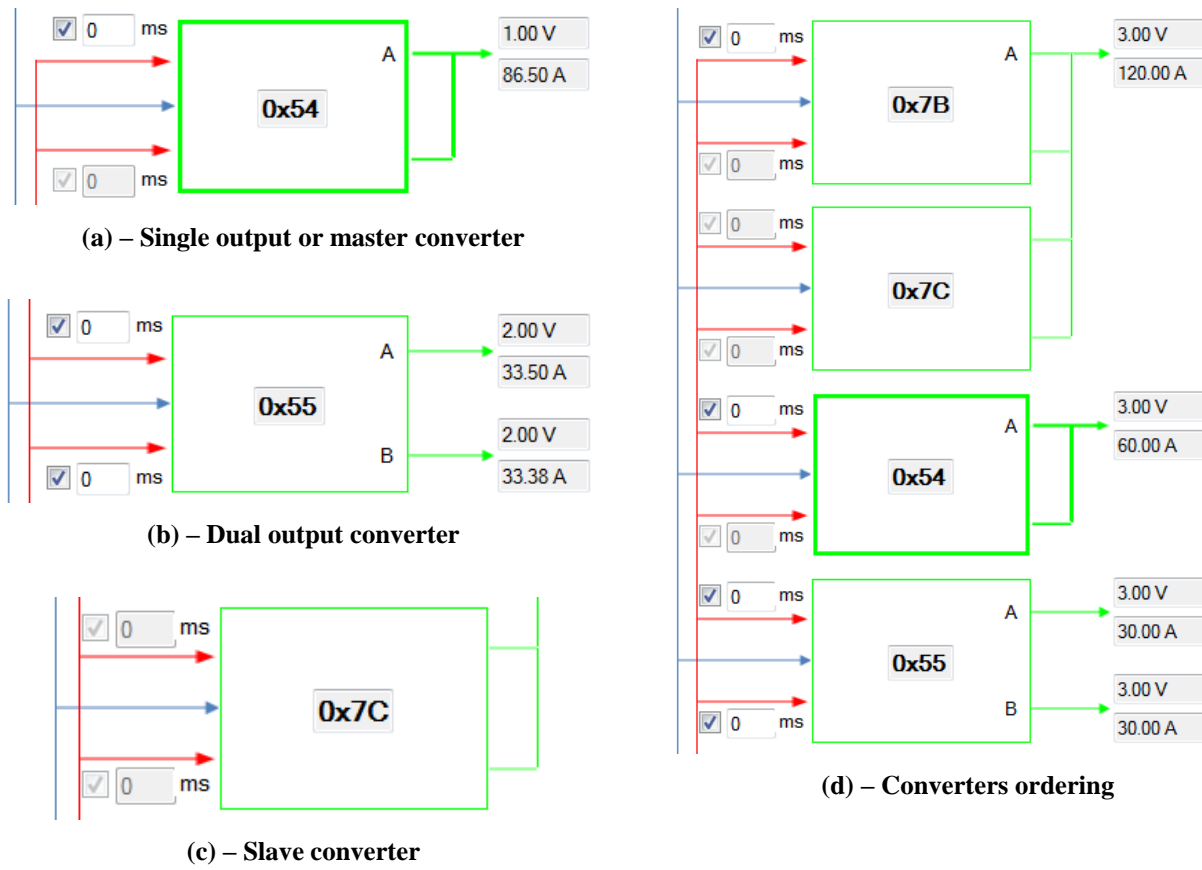 0 ms
A
1.00 V
86.50 A
0x54
0 ms
(a) – Single output or master converter
0 ms
A
2.00 V
33.50 A
0x55
B
2.00 V
33.38 A
0 ms
(b) – Dual output converter
0 ms
0x7C
0 ms
(c) – Slave converter
0 ms
A
3.00 V
120.00 A
0x7B
0 ms
0 ms
0x7C
0 ms
0 ms
A
3.00 V
60.00 A
0x54
0 ms
0 ms
A
3.00 V
30.00 A
0x55
B
3.00 V
30.00 A
0 ms
(d) – Converters ordering